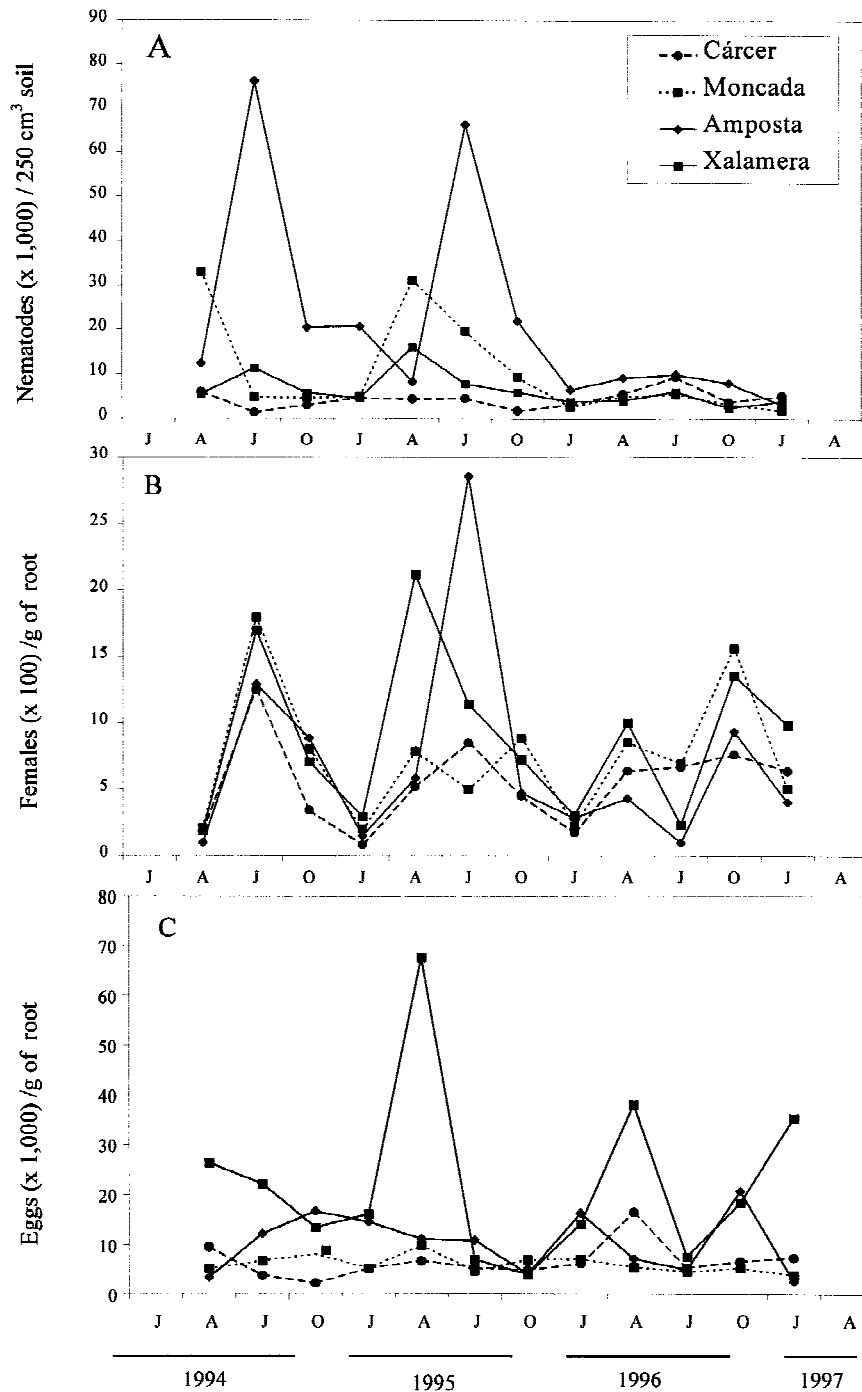 A
Cárcer
Moncada
Amposta
Xalamera
Nematodes (x 1,000) / 250 cm³ soil
90
80
70
60
50
40
30
20
10
0
J A J O J A J O J A J O J A
B
Females (x 100) /g of root
30
25
20
15
10
5
0
J A J O J A J O J A J O J A
C
Eggs (x 1,000) /g of root
80
70
60
50
40
30
20
10
0
J A J O J A J O J A J O J A
1994 1995 1996 1997